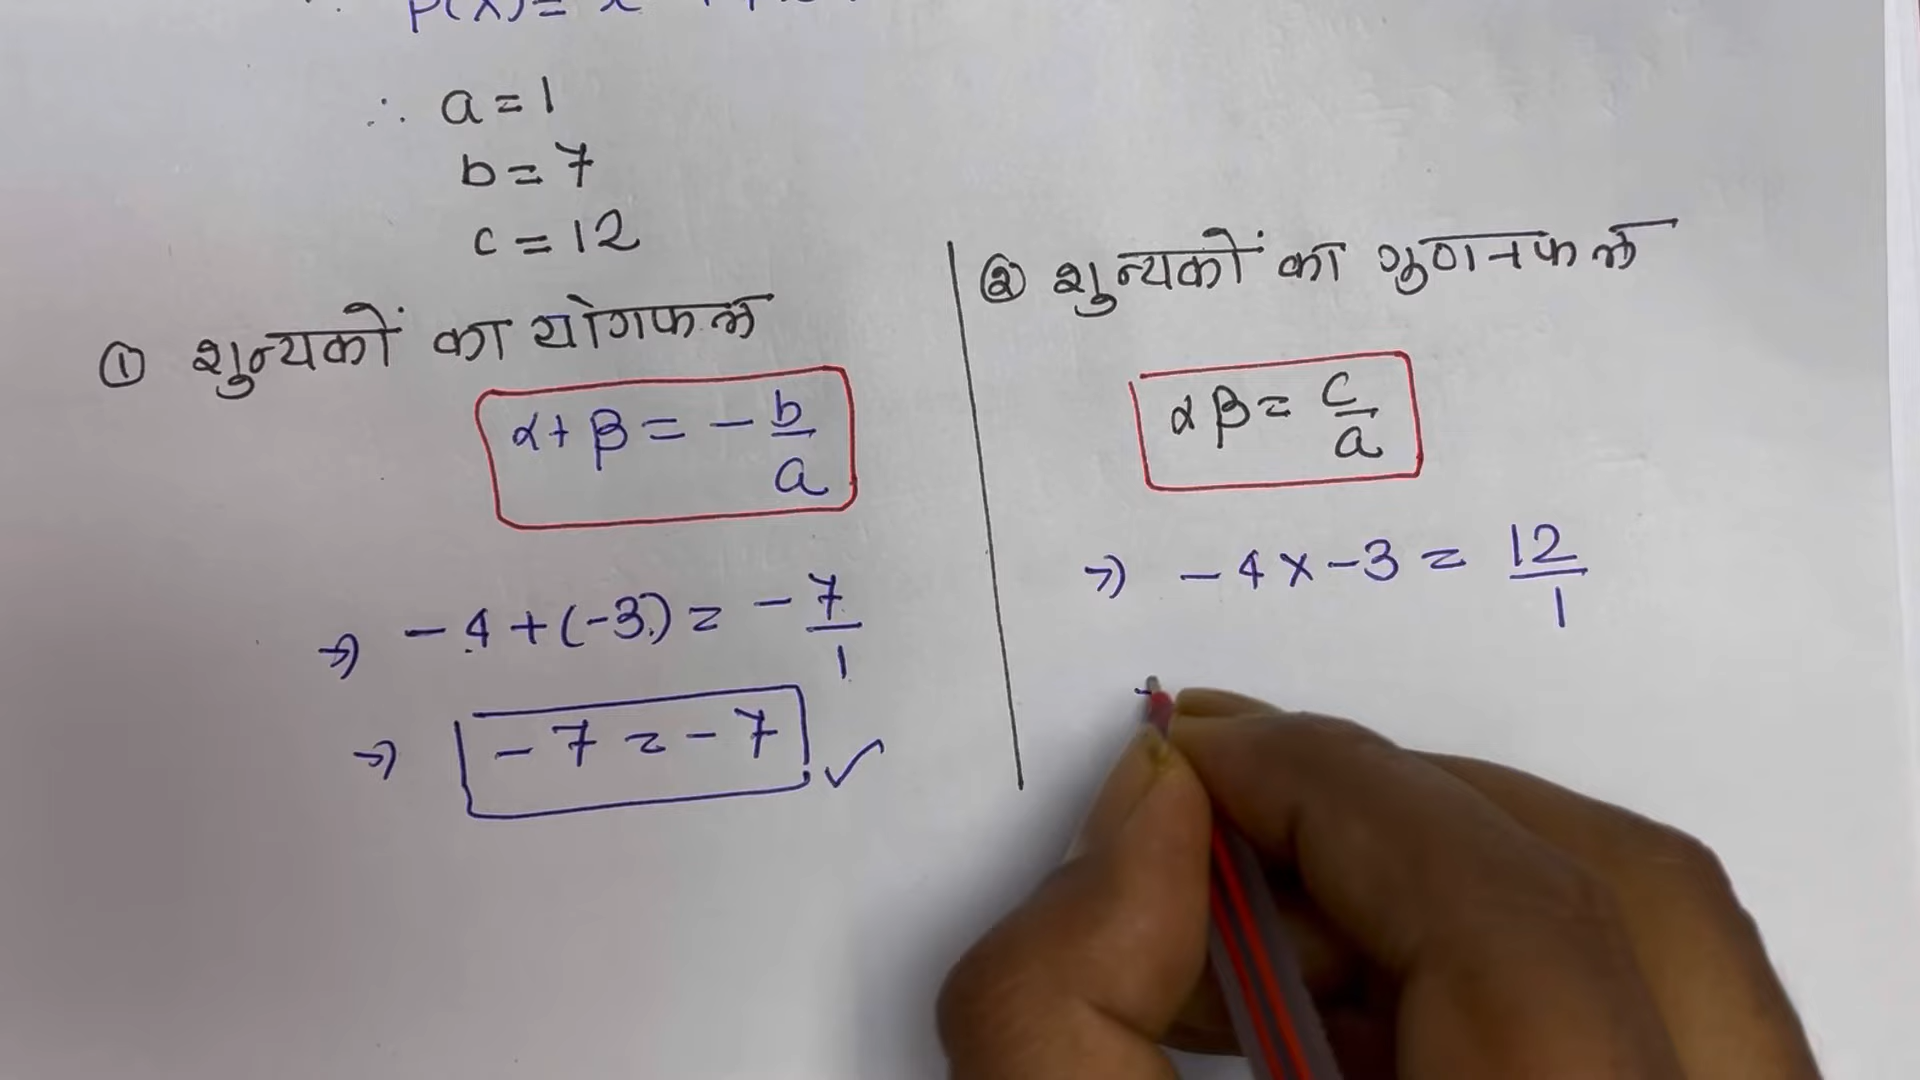 P(x) = x
∴ a = 1
b = 7
c = 12
① शुन्यकों का योगफल
α + β = - b/a
⇒ - 4 + (-3) = - 7/1
⇒ - 7 = - 7 ✓
② शुन्यकों का गुणनफल
αβ = c/a
⇒ - 4 x - 3 = 12/1